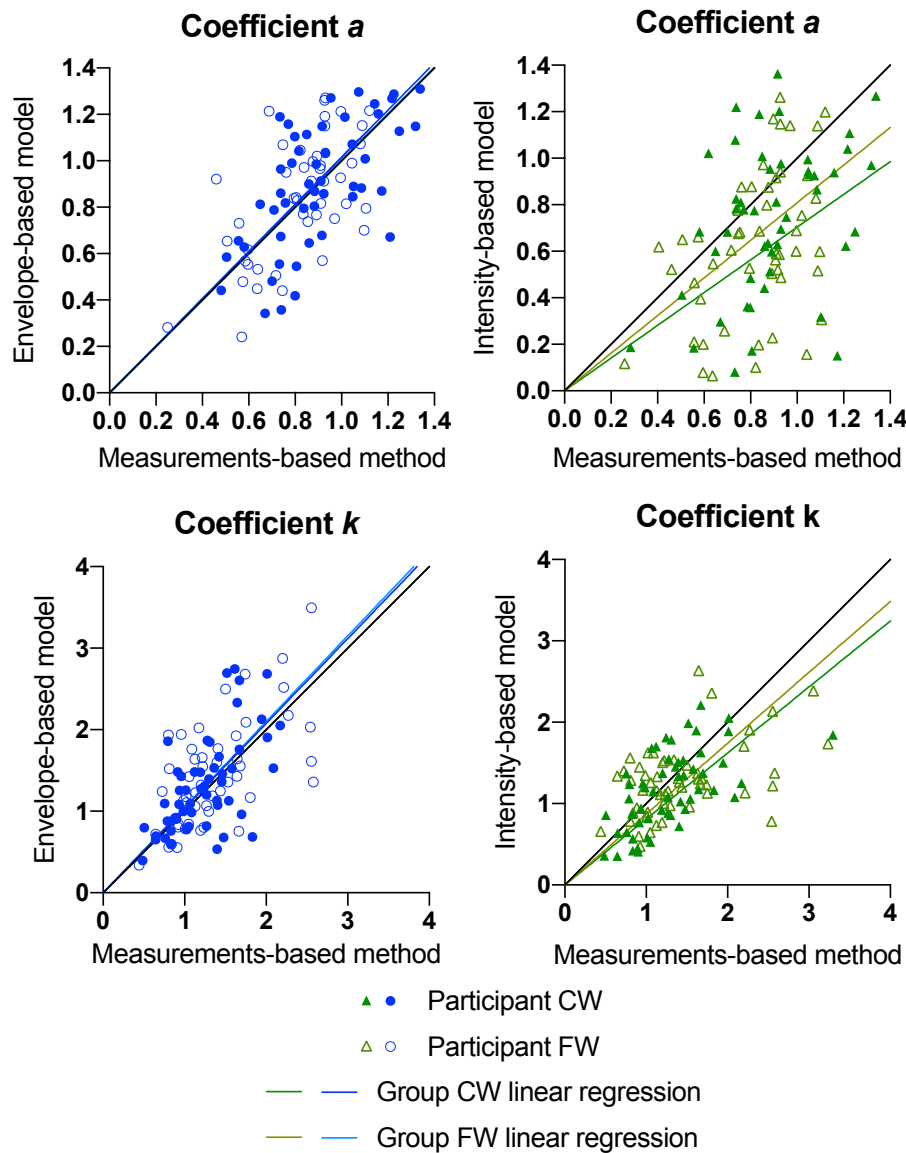 Coefficient a
Envelope-based model
1.4
1.2
1.0
0.8
0.6
0.4
0.2
0.0
0.0 0.2 0.4 0.6 0.8 1.0 1.2 1.4
Measurements-based method
Coefficient a
Intensity-based model
1.4
1.2
1.0
0.8
0.6
0.4
0.2
0.0
0.0 0.2 0.4 0.6 0.8 1.0 1.2 1.4
Measurements-based method
Coefficient k
Envelope-based model
4
3
2
1
0
0 1 2 3 4
Measurements-based method
Coefficient k
Intensity-based model
4
3
2
1
0
0 1 2 3 4
Measurements-based method
Participant CW
Participant FW
Group CW linear regression
Group FW linear regression